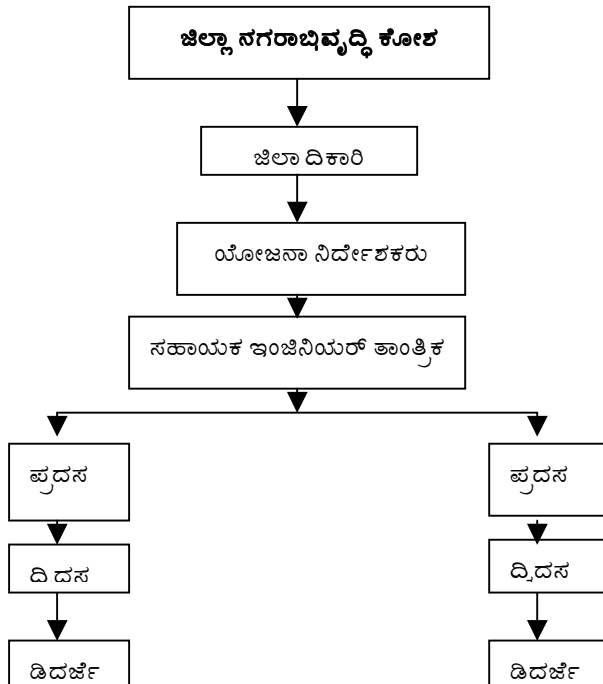 ಜಿಲ್ಲಾ ನಗರಾಬಿವೃದ್ಧಿ ಕೋಶ
ಜಿಲಾ ದಿಕಾರಿ
ಯೋಜನಾ ನಿರ್ದೇಶಕರು
ಸಹಾಯಕ ಇಂಜಿನಿಯರ್ ತಾಂತ್ರಿಕ
ಪ್ರದಸ ಪ್ರದಸ
ದ್ವಿದಸ ದ್ವಿದಸ
ಡಿದರ್ಜೆ ಡಿದರ್ಜೆ